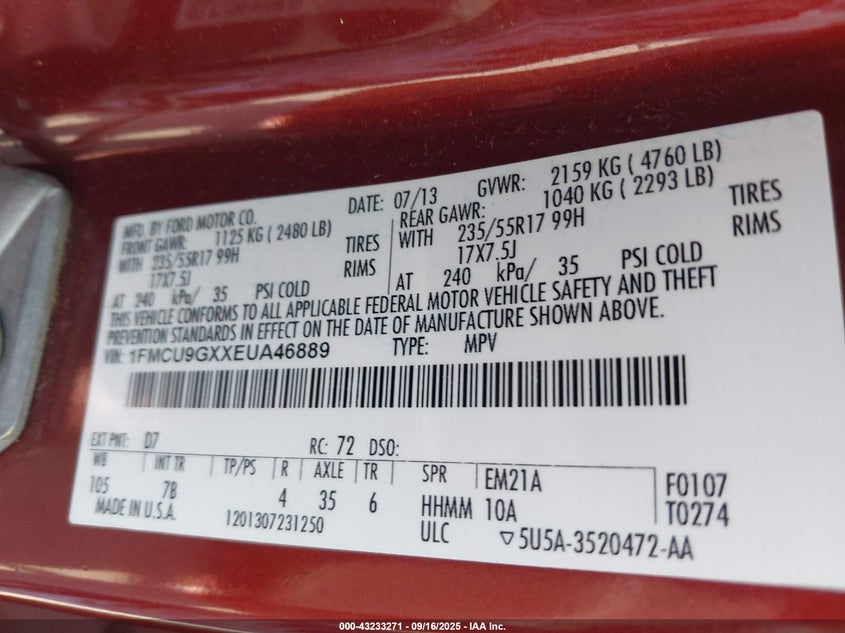 MFD. BY FORD MOTOR CO. DATE: 07/13 GVWR: 2159 KG ( 4760 LB)
FRONT GAWR: 1125 KG ( 2480 LB) REAR GAWR: 1040 KG ( 2293 LB)
WITH 235/55R17 99H TIRES WITH 235/55R17 99H TIRES
17X7.5J RIMS 17X7.5J RIMS
AT 240 kPa/ 35 PSI COLD AT 240 kPa/ 35 PSI COLD
THIS VEHICLE CONFORMS TO ALL APPLICABLE FEDERAL MOTOR VEHICLE SAFETY AND THEFT
PREVENTION STANDARDS IN EFFECT ON THE DATE OF MANUFACTURE SHOWN ABOVE.
VIN: 1FMCU9GXXEUA46889 TYPE: MPV
EXT PNT: D7 RC: 72 DSO:
WB INT TR TP/PS R AXLE TR SPR EM21A F0107
105 7B 4 35 6 HHMM 10A T0274
MADE IN U.S.A. 1201307231250 ULC ▽5U5A-3520472-AA
000-43233271 - 09/16/2025 - IAA Inc.